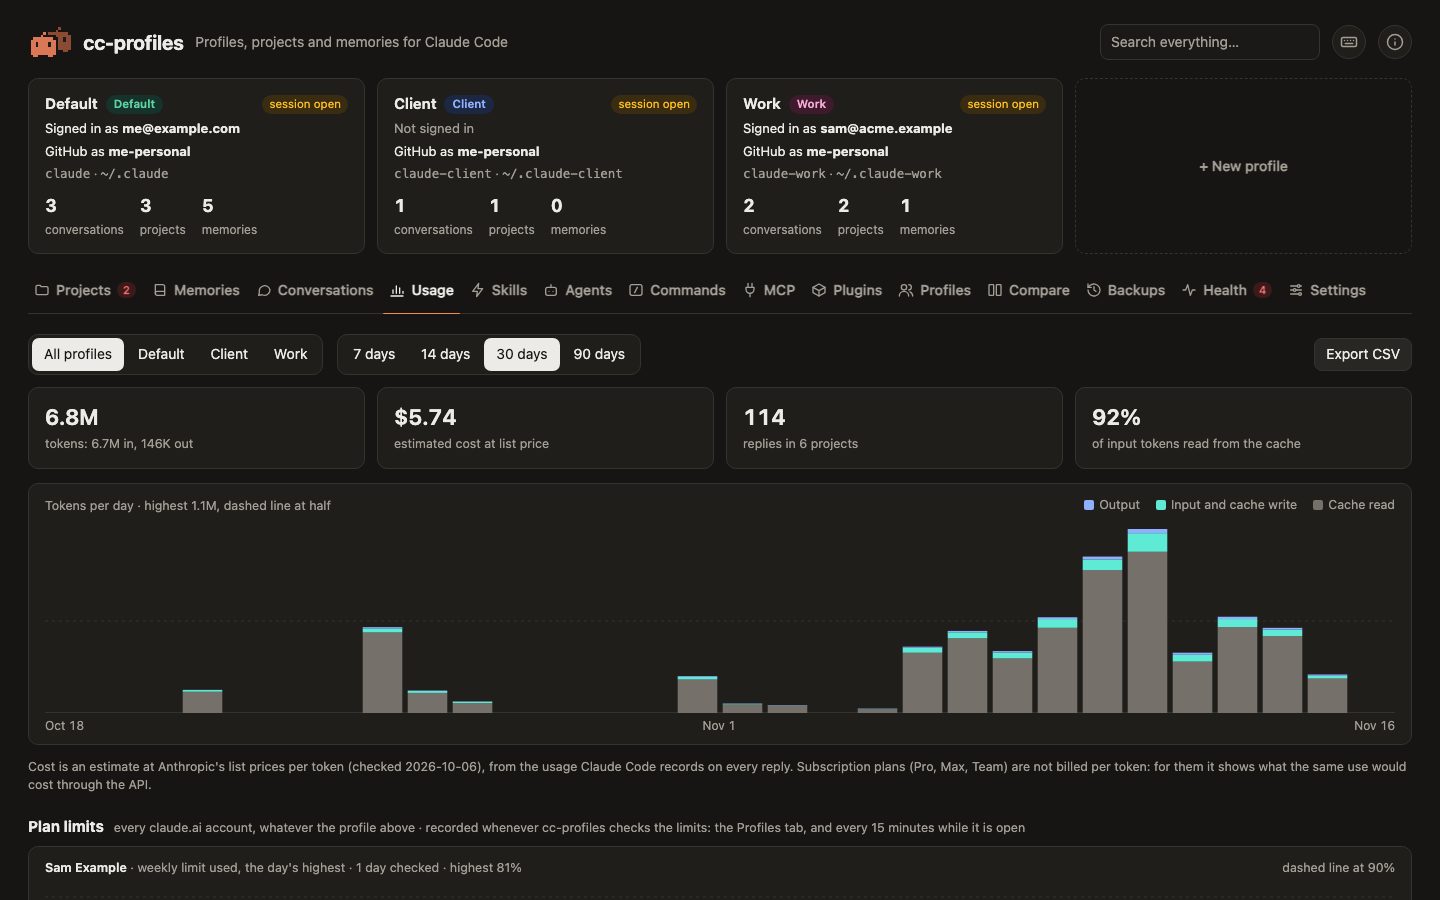 cc-profiles Profiles, projects and memories for Claude Code
Search everything...
Default Default session open
Signed in as me@example.com
GitHub as me-personal
claude · ~/.claude
3 3 5
conversations projects memories
Client Client session open
Not signed in
GitHub as me-personal
claude-client · ~/.claude-client
1 1 0
conversations projects memories
Work Work session open
Signed in as sam@acme.example
GitHub as me-personal
claude-work · ~/.claude-work
2 2 1
conversations projects memories
+ New profile
Projects 2 Memories Conversations Usage Skills Agents Commands MCP Plugins Profiles Compare Backups Health 4 Settings
All profiles Default Client Work 7 days 14 days 30 days 90 days Export CSV
6.8M
tokens: 6.7M in, 146K out
$5.74
estimated cost at list price
114
replies in 6 projects
92%
of input tokens read from the cache
Tokens per day · highest 1.1M, dashed line at half
Output Input and cache write Cache read
Oct 18 Nov 1 Nov 16
Cost is an estimate at Anthropic's list prices per token (checked 2026-10-06), from the usage Claude Code records on every reply. Subscription plans (Pro, Max, Team) are not billed per token: for them it shows what the same use would
cost through the API.
Plan limits every claude.ai account, whatever the profile above · recorded whenever cc-profiles checks the limits: the Profiles tab, and every 15 minutes while it is open
Sam Example · weekly limit used, the day's highest · 1 day checked · highest 81% dashed line at 90%